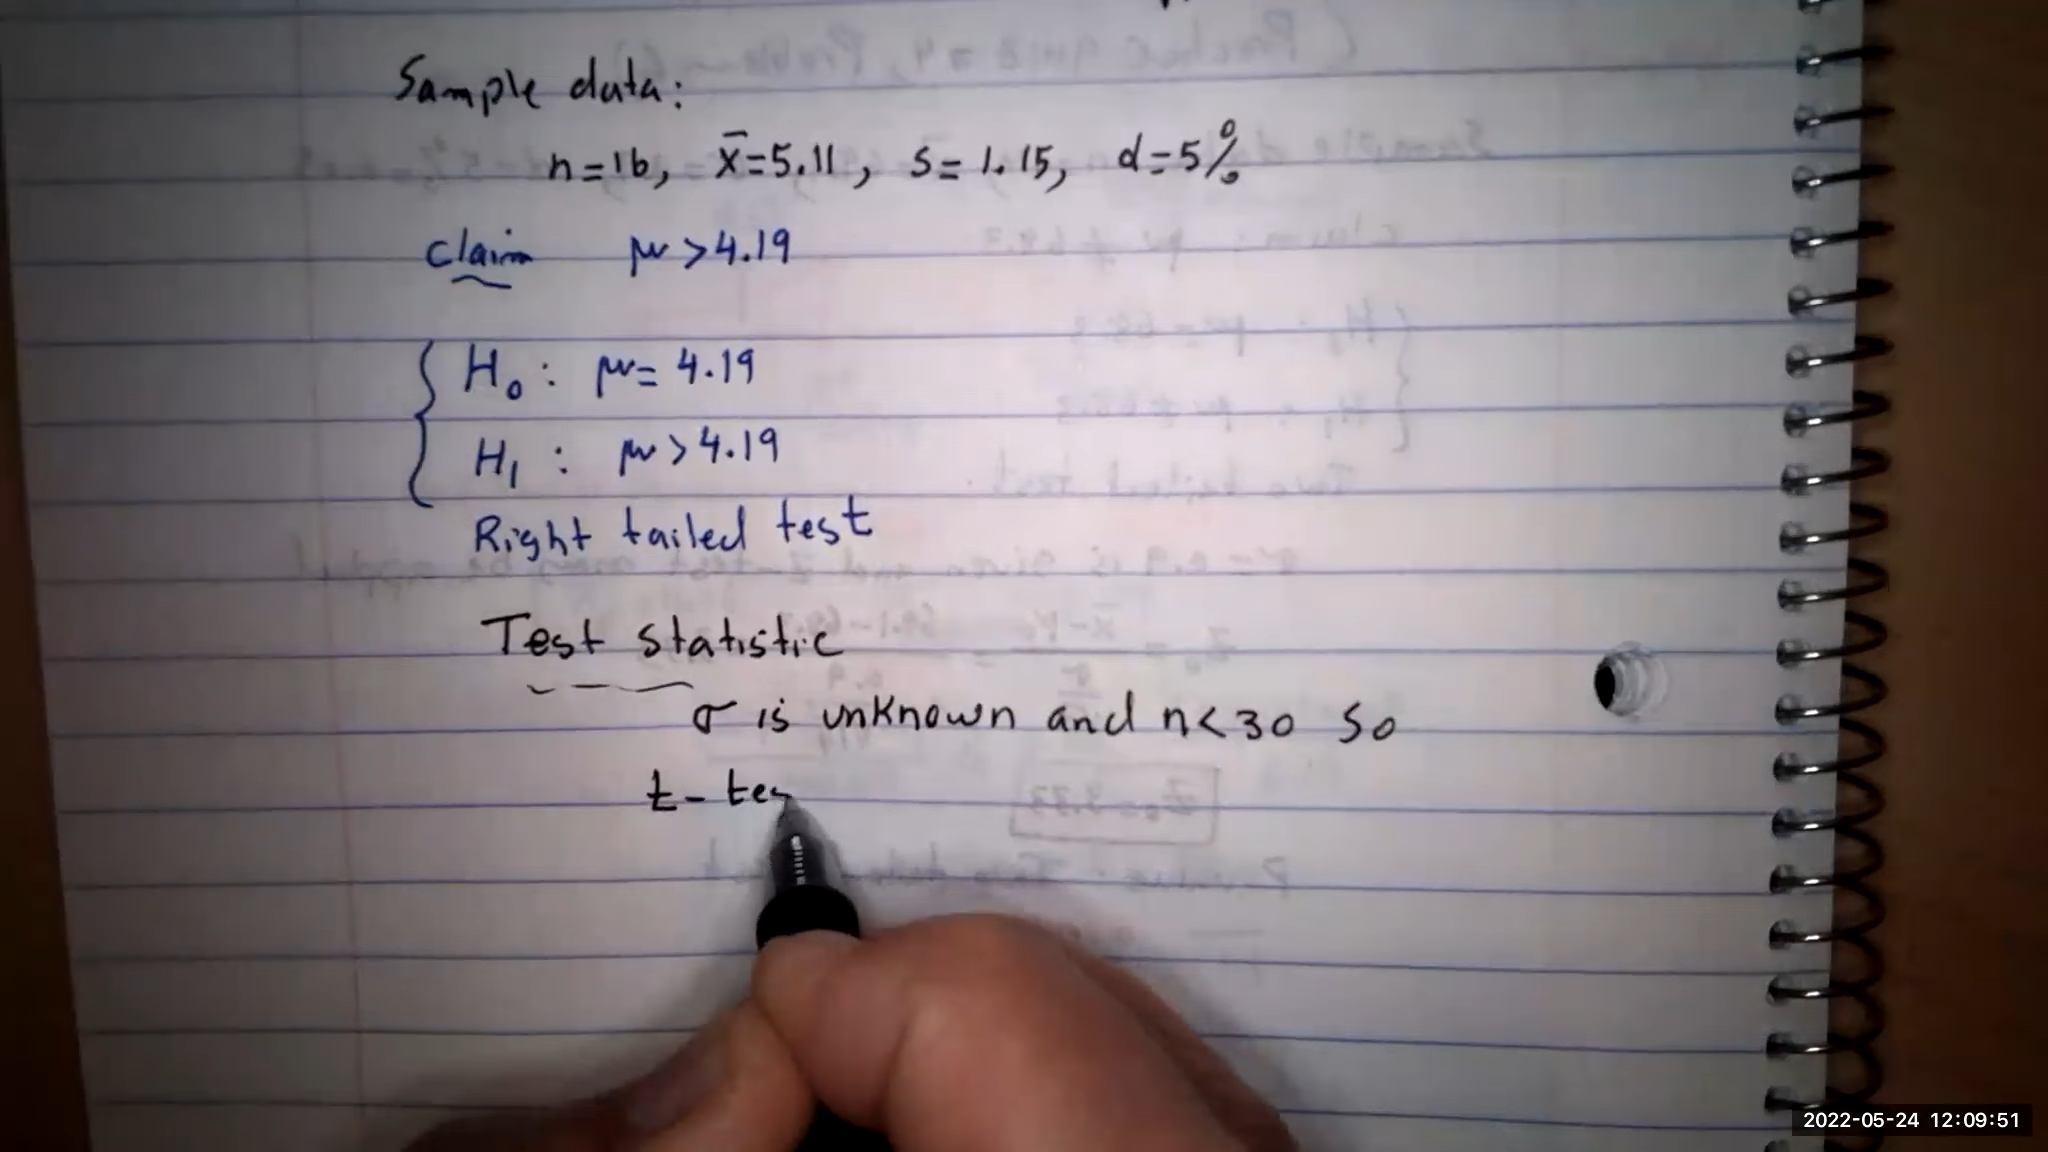 Sample data:
n=16, x̄=5.11, s=1.15, α=5%
Claim μ>4.19
H₀: μ=4.19
H₁: μ>4.19
Right tailed test
Test statistic
σ is unknown and n<30 so
t-tes
2022-05-24 12:09:51